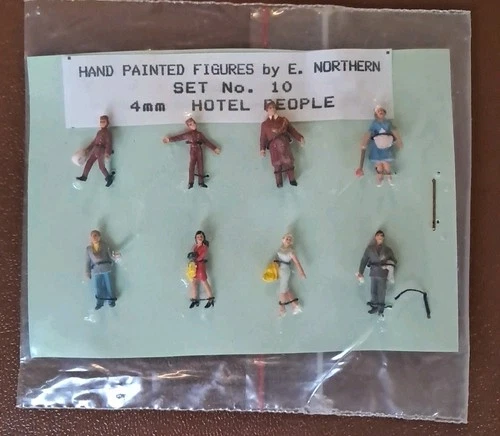 HAND PAINTED FIGURES by E. NORTHERN
SET No. 10
4mm HOTEL PEOPLE